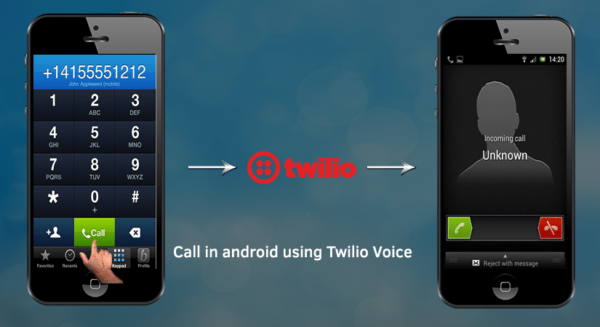 +14155551212
John Appleseed (mobile)
1
2
ABC
3
DEF
4
GHI
5
JKL
6
MNO
7
PQRS
8
TUV
9
WXYZ
*
0
+
#
Call
Favorites
Recents
Keypad
Profile
twilio
Call in android using Twilio Voice
14:20
Incoming call
Unknown
Reject with message